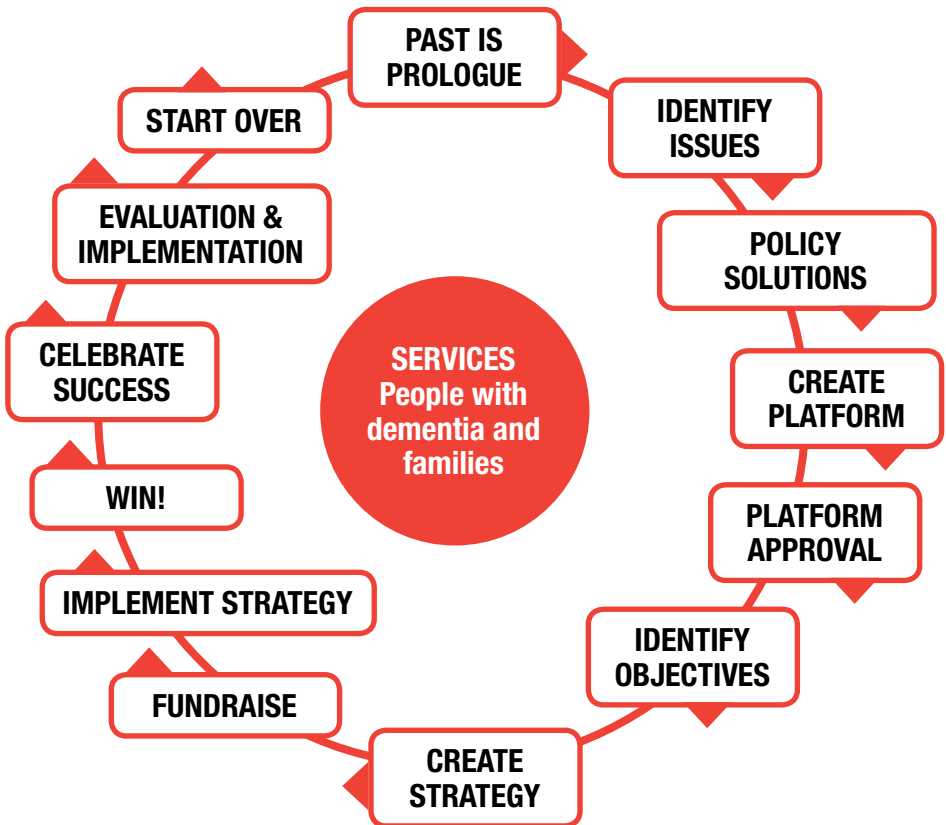 PAST IS
PROLOGUE
IDENTIFY
ISSUES
POLICY
SOLUTIONS
CREATE
PLATFORM
PLATFORM
APPROVAL
IDENTIFY
OBJECTIVES
CREATE
STRATEGY
FUNDRAISE
IMPLEMENT STRATEGY
WIN!
CELEBRATE
SUCCESS
EVALUATION &
IMPLEMENTATION
START OVER
SERVICES
People with
dementia and
families